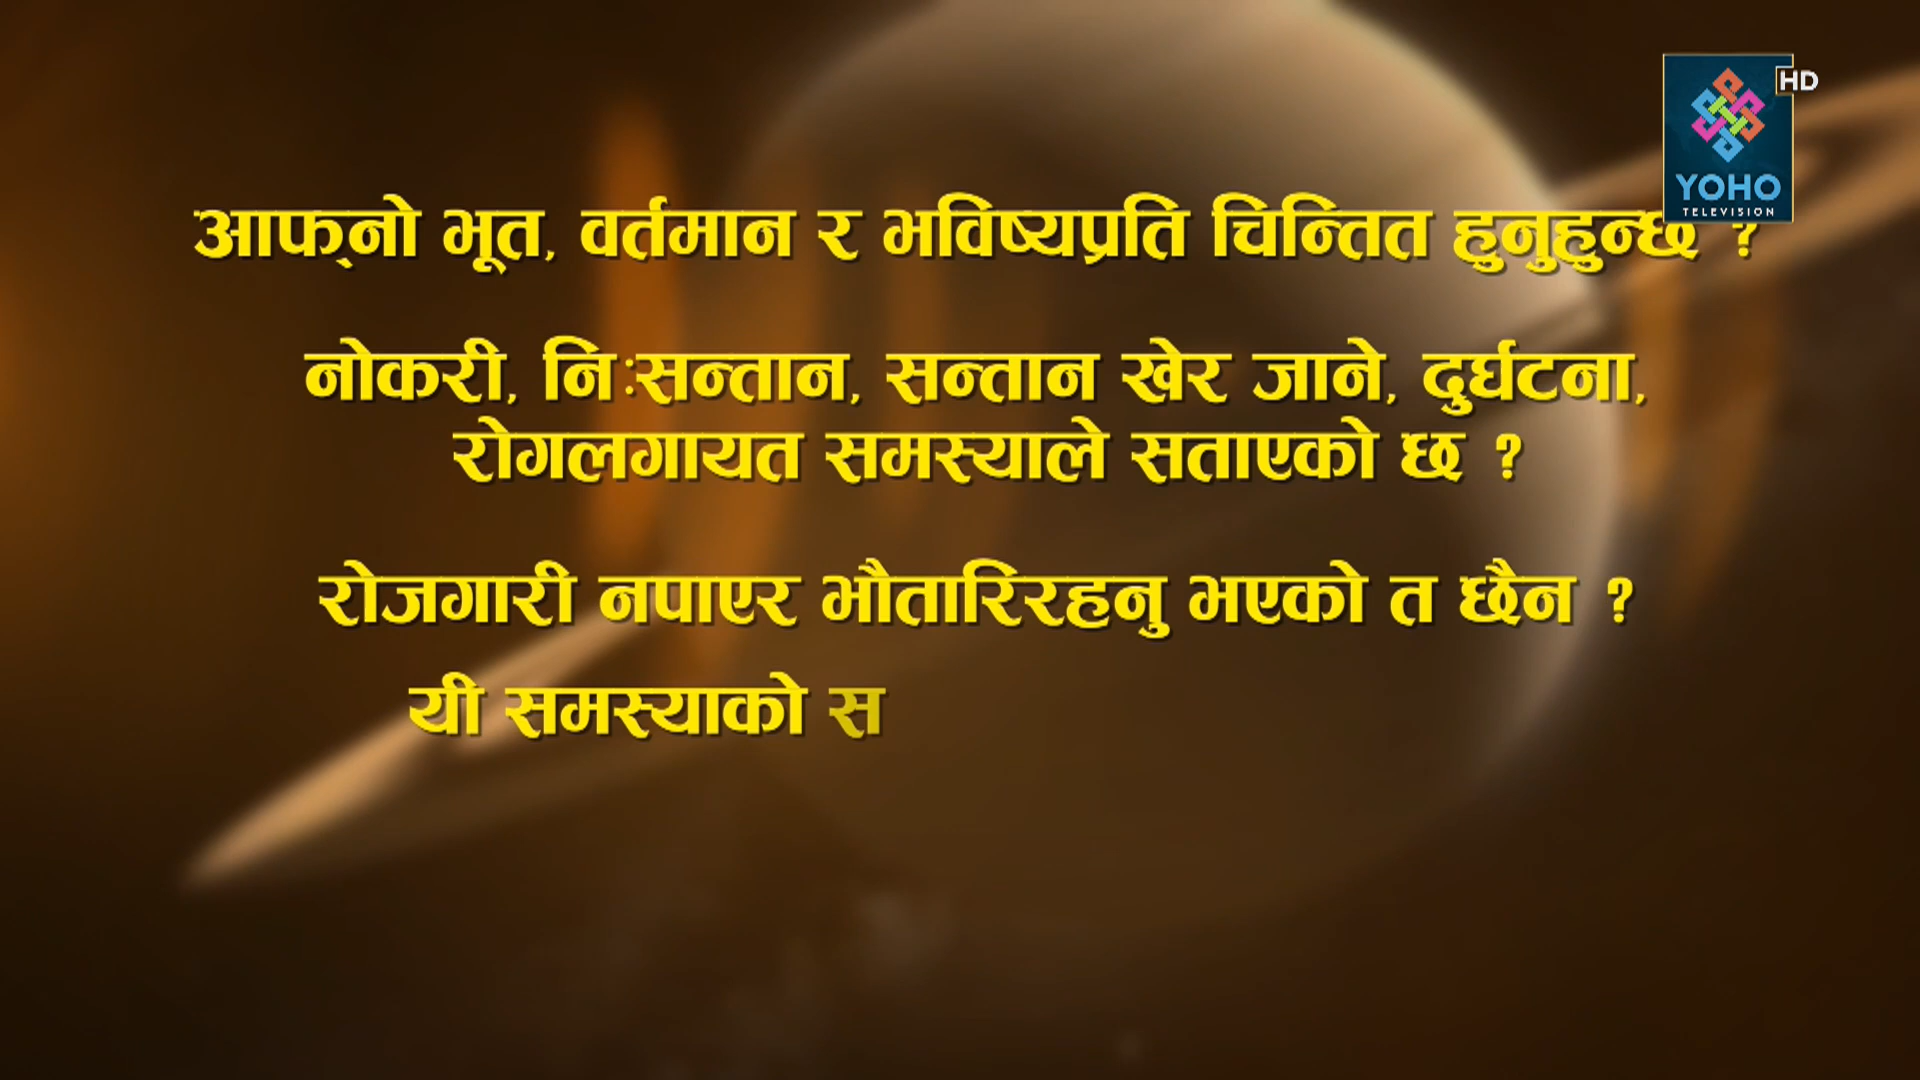 HD
YOHO
TELEVISION
आफ्‌नो भूत, वर्तमान र भविष्यप्रति चिन्तित हुनुहुन्छ ?
नोकरी, निःसन्तान, सन्तान खेर जाने, दुर्घटना,
रोगलगायत समस्याले सताएको छ ?
रोजगारी नपाएर भौतारिरहनु भएको त छैन ?
यी समस्याको स